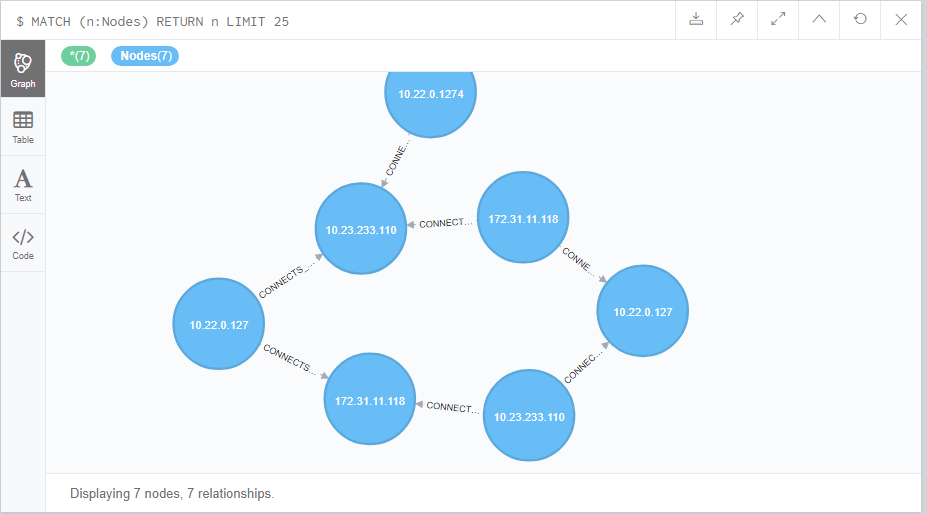 $ MATCH (n:Nodes) RETURN n LIMIT 25
*(7) Nodes(7)
Graph
Table
A
Text
</>
Code
10.22.0.1274
CONNE...
10.23.233.110
CONNECT...
172.31.11.118
CONNECTS_...
CONNE...
10.22.0.127
10.22.0.127
CONNECTS...
CONNEC...
172.31.11.118
CONNECT...
10.23.233.110
Displaying 7 nodes, 7 relationships.